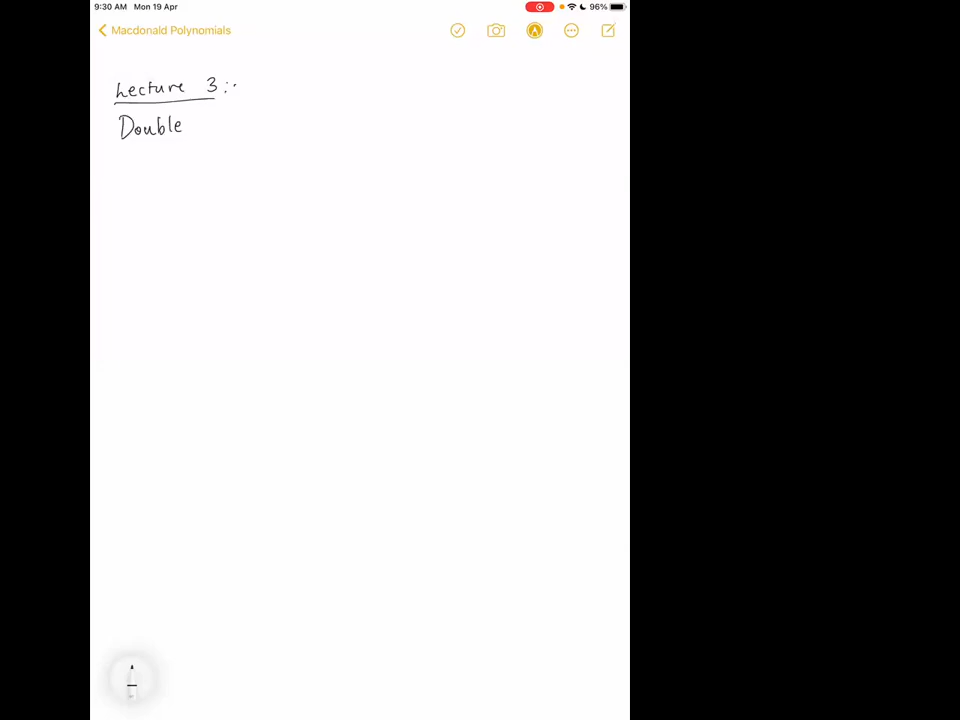 9:30 AM Mon 19 Apr 96%
Macdonald Polynomials
Lecture 3:-
Double